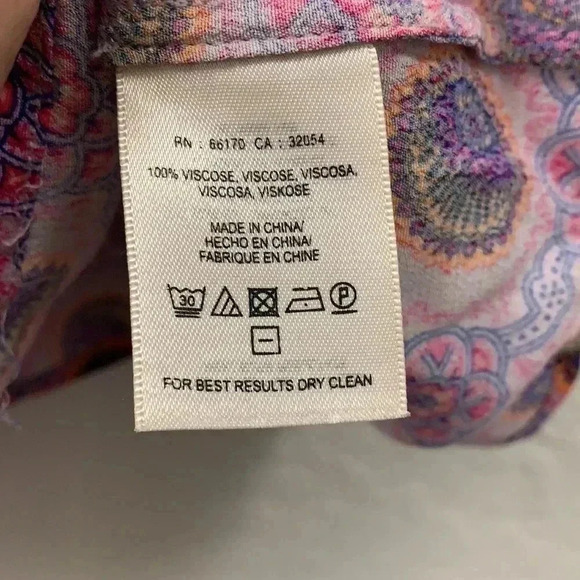 RN : 66170 CA : 32054
100% VISCOSE, VISCOSE, VISCOSA,
VISCOSA, VISKOSE
MADE IN CHINA/
HECHO EN CHINA/
FABRIQUE EN CHINE
30 P
FOR BEST RESULTS DRY CLEAN